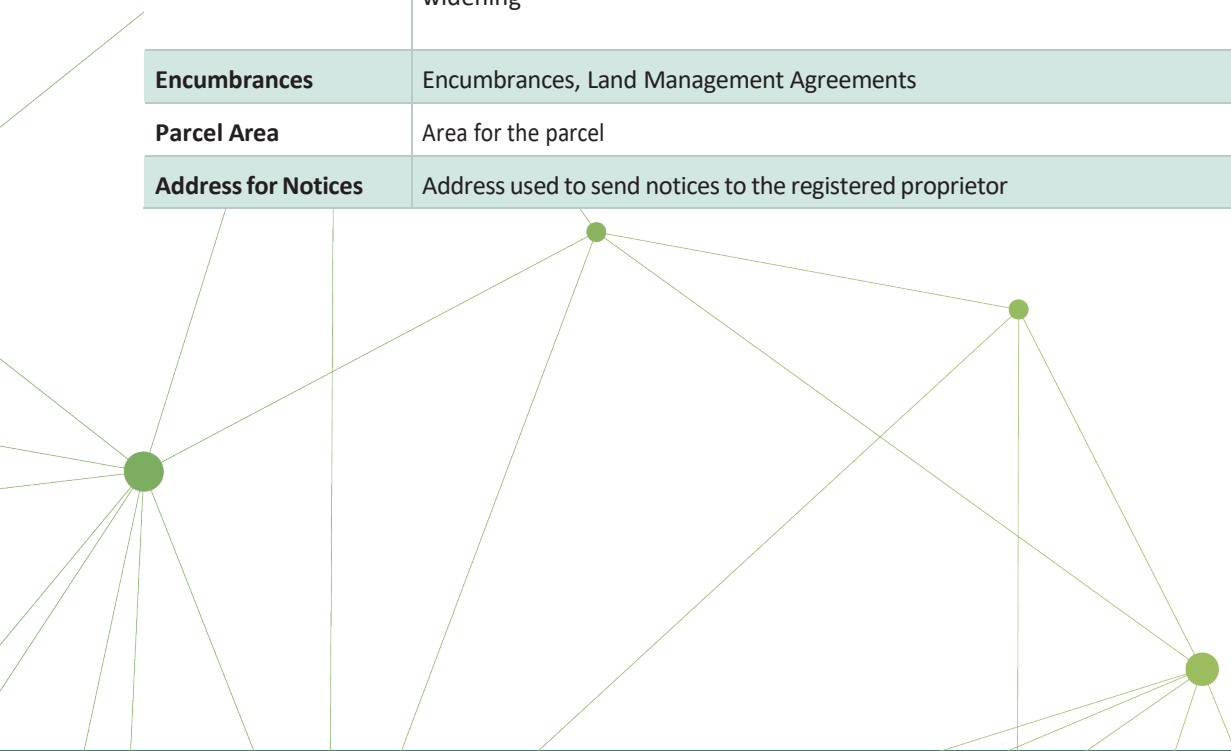 widening
Encumbrances Encumbrances, Land Management Agreements
Parcel Area Area for the parcel
Address for Notices Address used to send notices to the registered proprietor